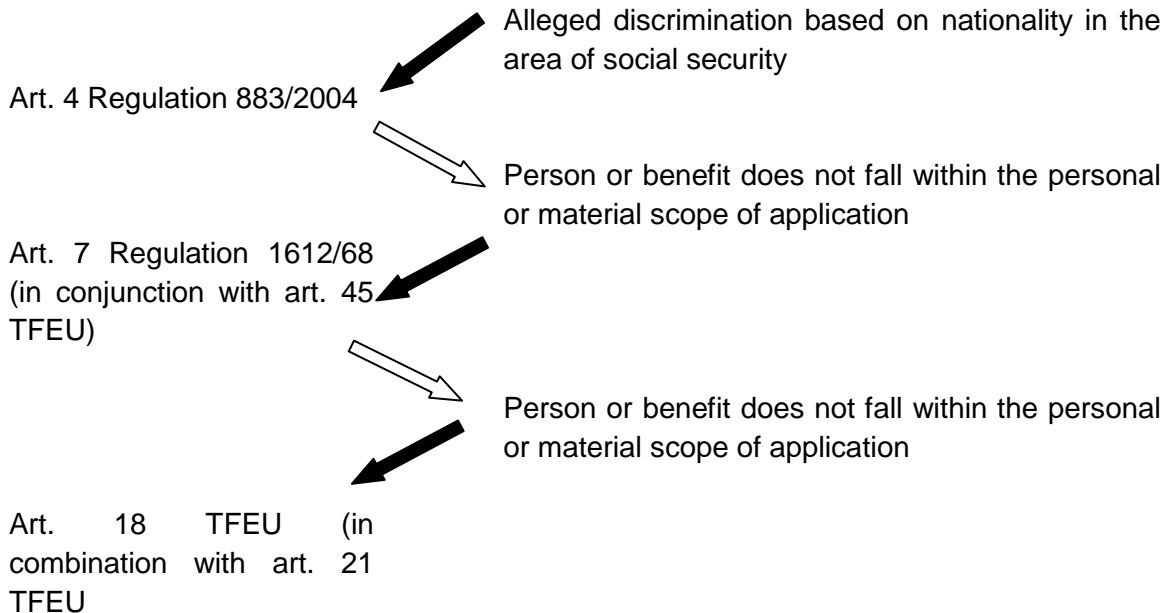 Alleged discrimination based on nationality in the
area of social security
Art. 4 Regulation 883/2004
Person or benefit does not fall within the personal
or material scope of application
Art. 7 Regulation 1612/68
(in conjunction with art. 45
TFEU)
Person or benefit does not fall within the personal
or material scope of application
Art. 18 TFEU (in
combination with art. 21
TFEU